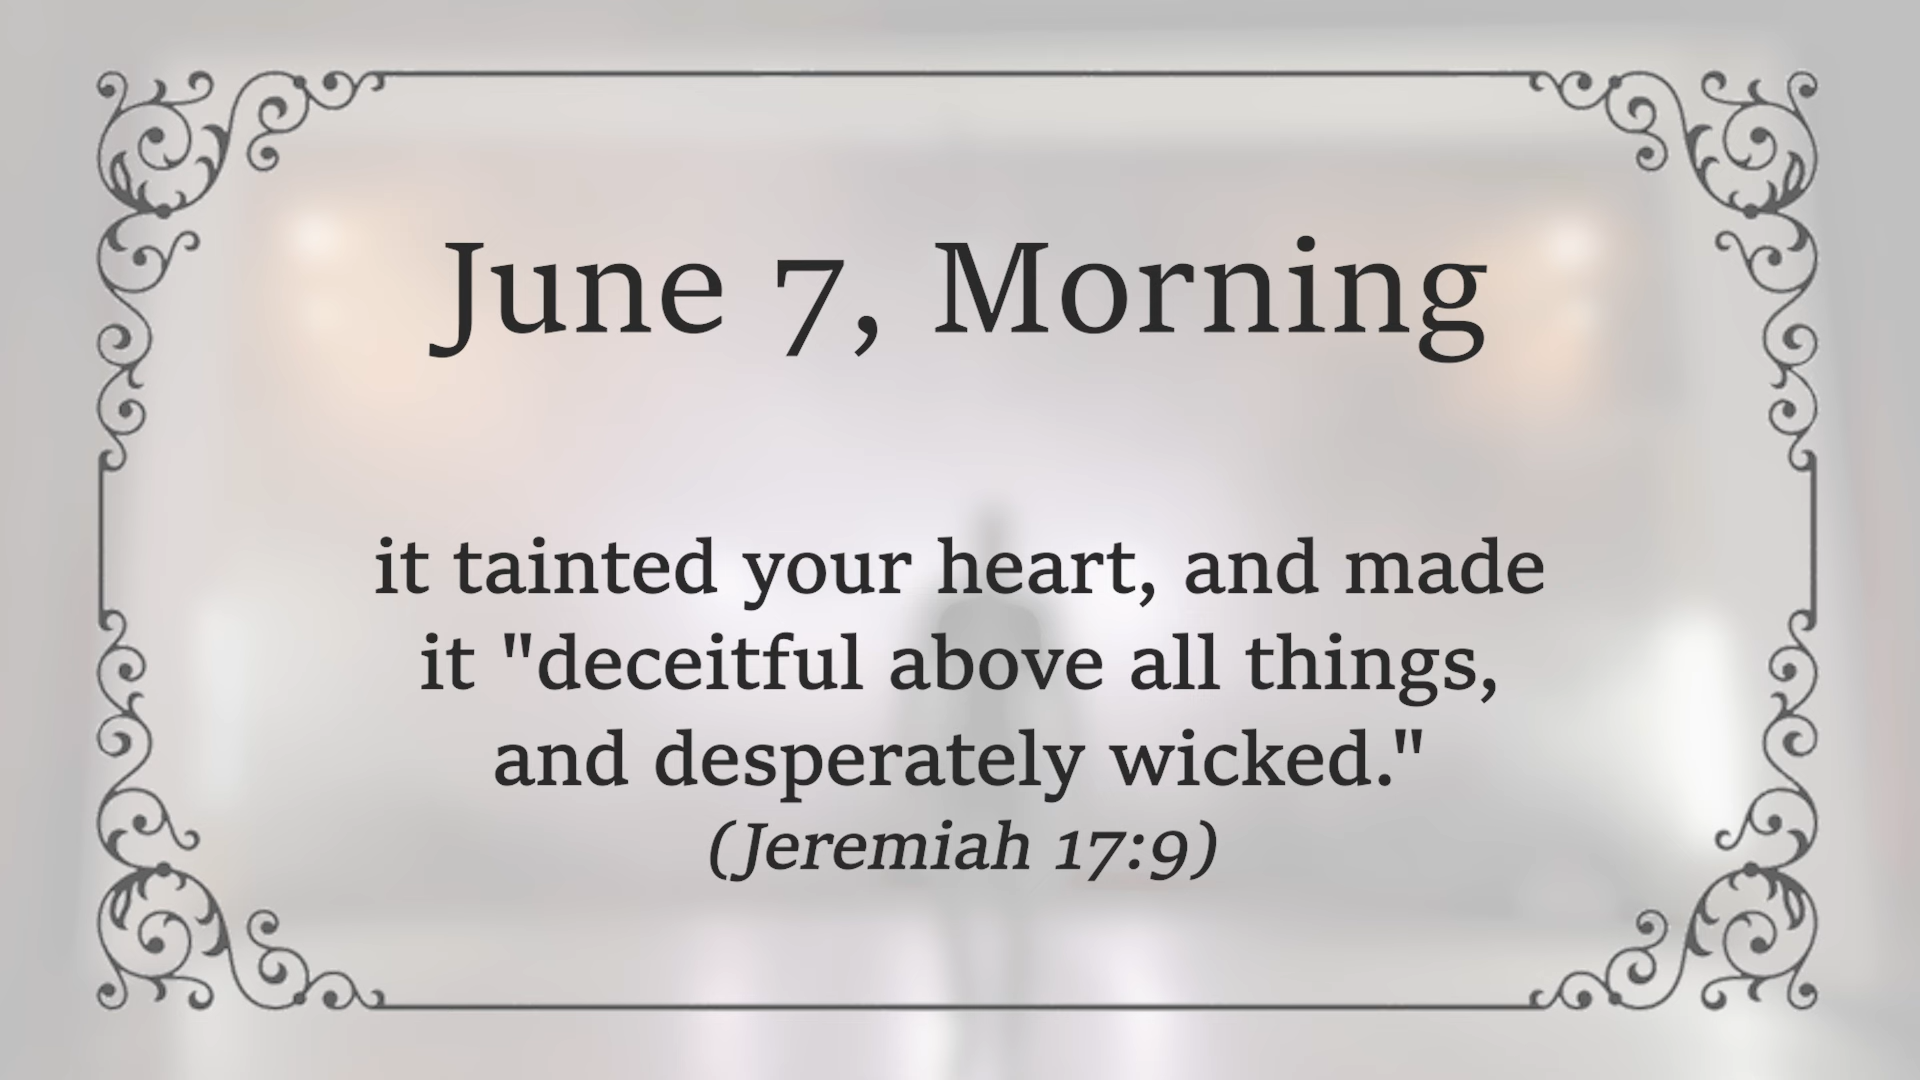 June 7, Morning
it tainted your heart, and made
it "deceitful above all things,
and desperately wicked."
(Jeremiah 17:9)